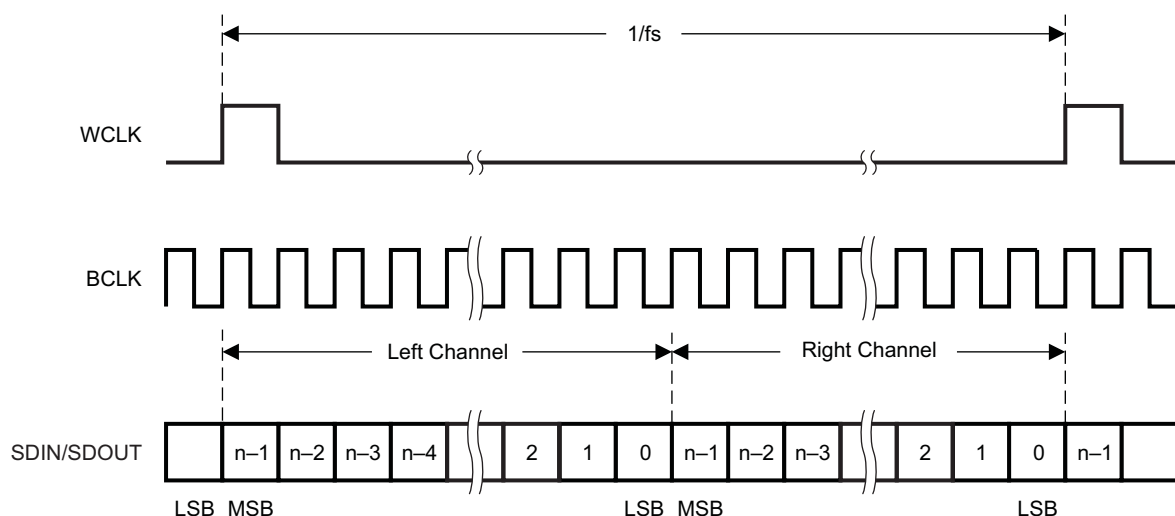 1/fs
WCLK
BCLK
Left Channel Right Channel
SDIN/SDOUT n–1 n–2 n–3 n–4 2 1 0 n–1 n–2 n–3 2 1 0 n–1
LSB MSB LSB MSB LSB